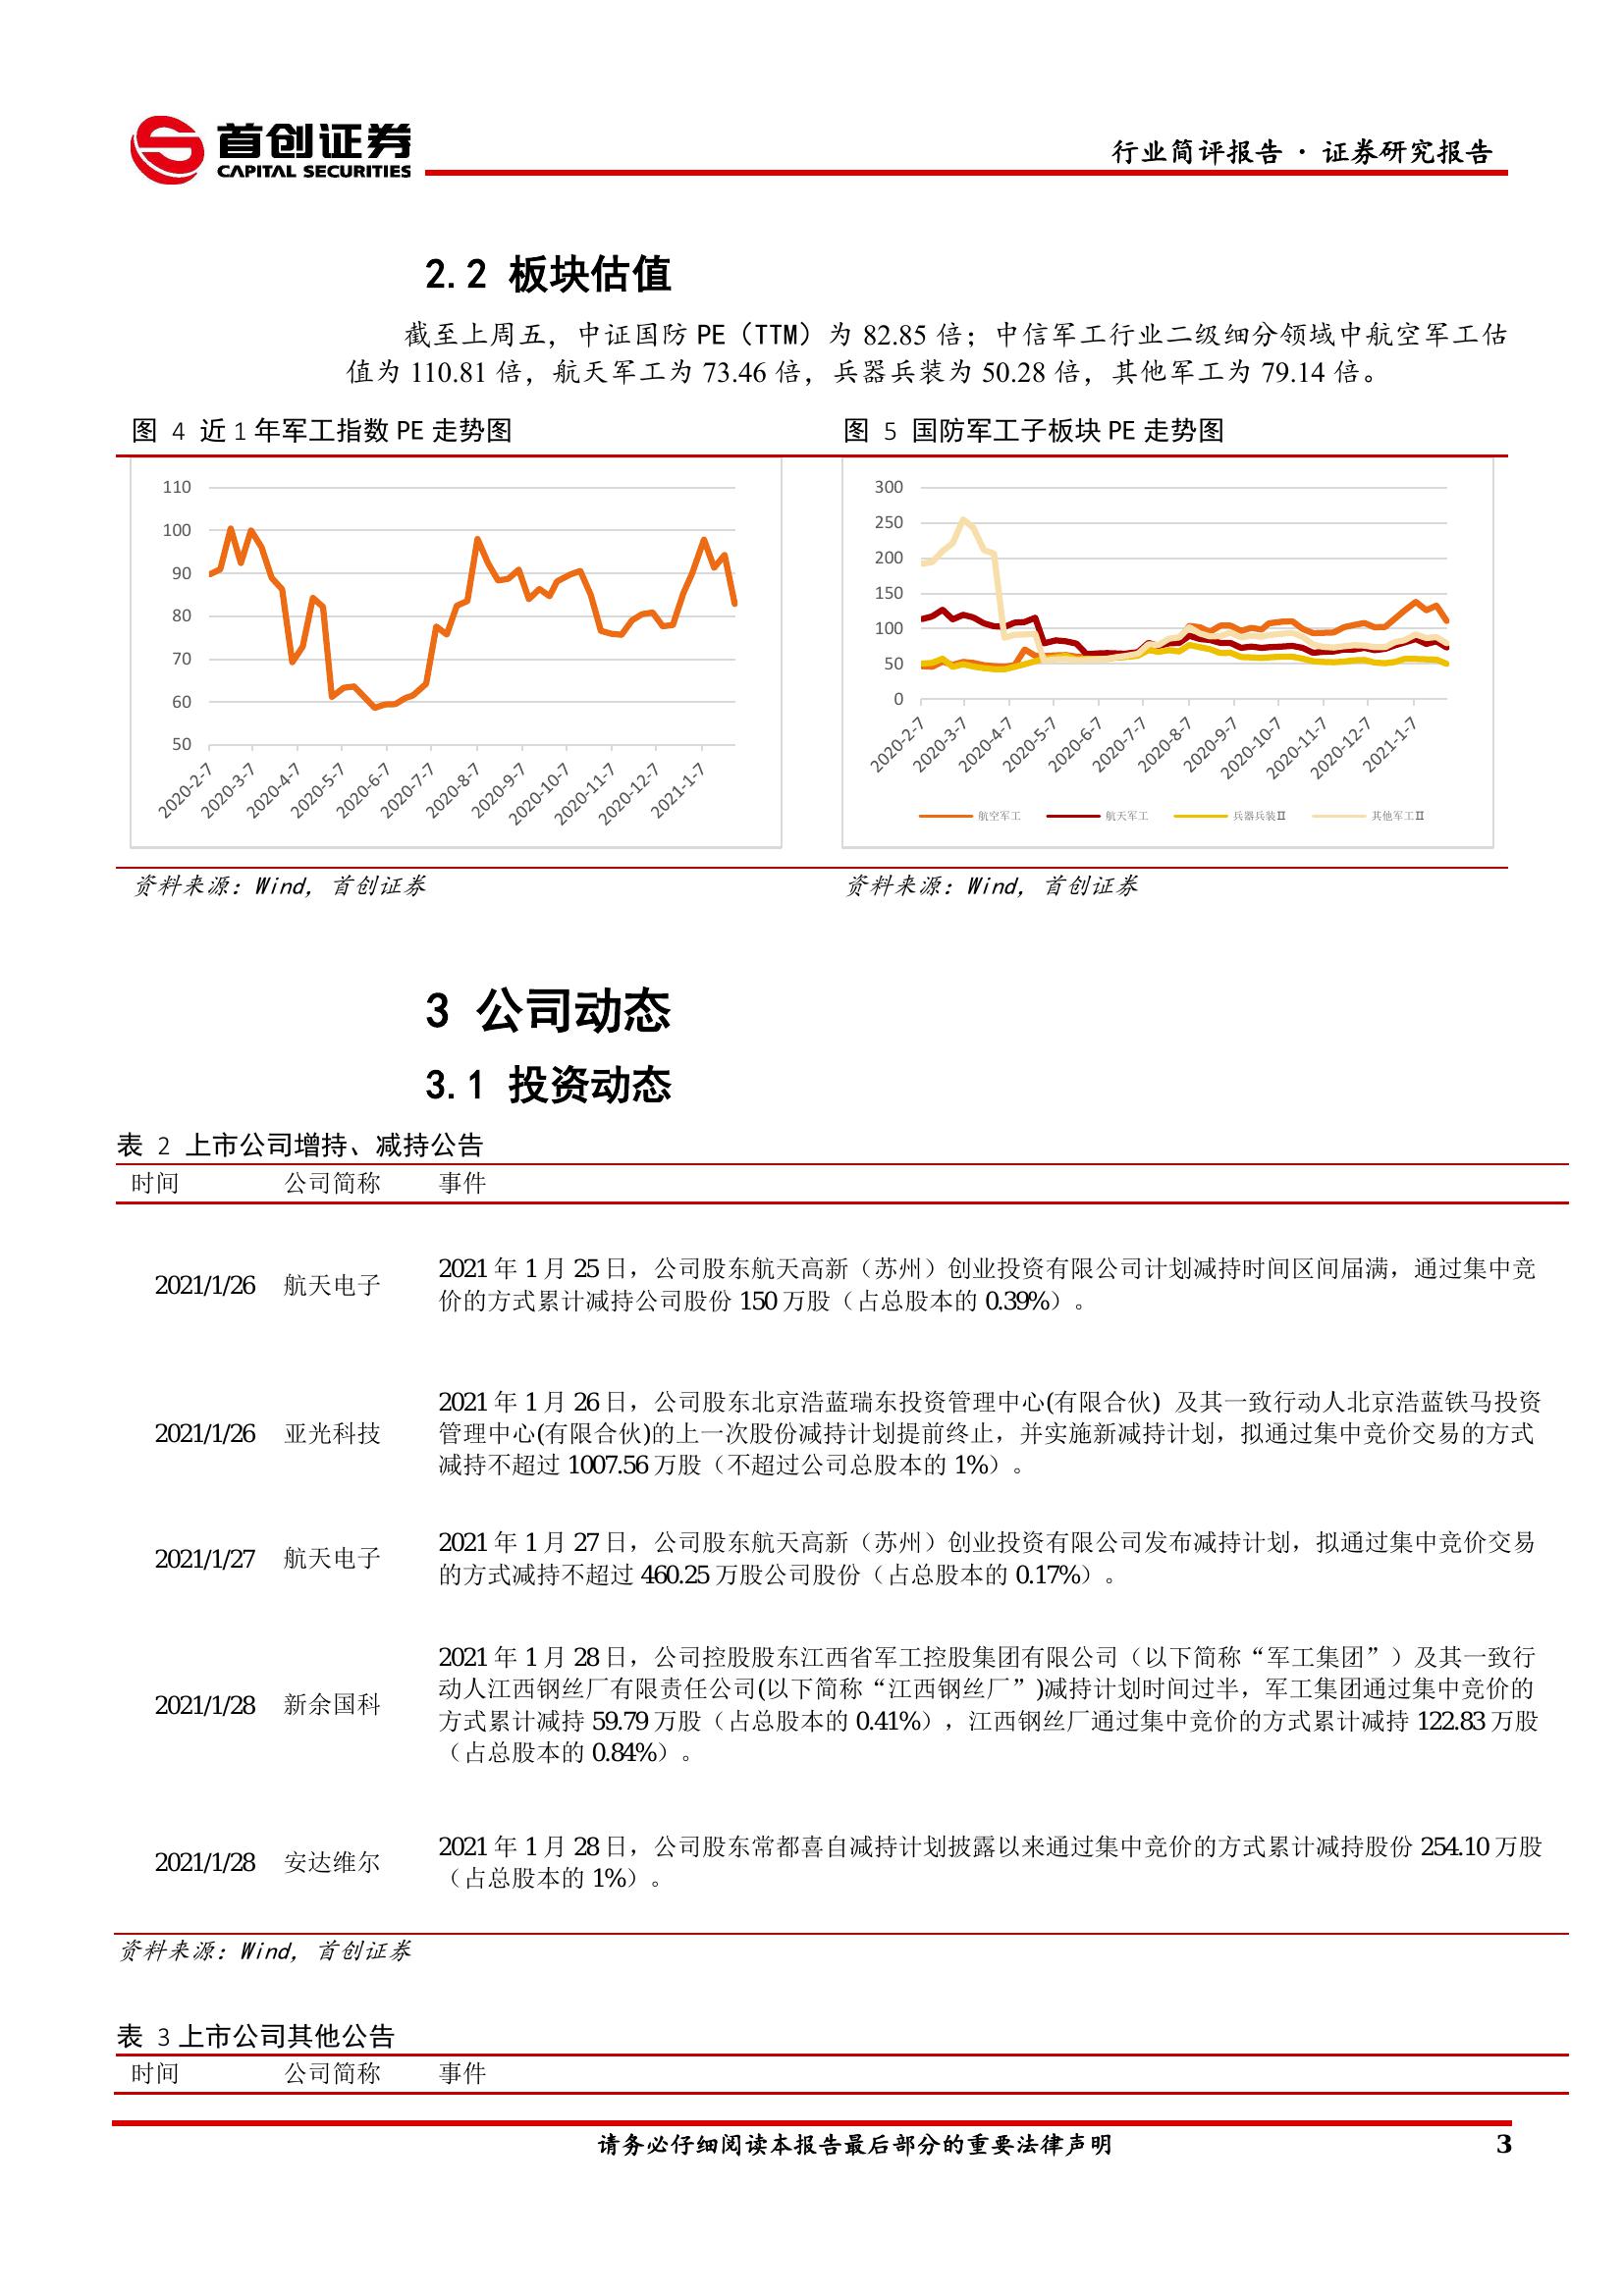 首创证券
CAPITAL SECURITIES
行业简评报告·证券研究报告
2.2 板块估值
截至上周五，中证国防 PE（TTM）为 82.85 倍；中信军工行业二级细分领域中航空军工估
值为 110.81 倍，航天军工为 73.46 倍，兵器兵装为 50.28 倍，其他军工为 79.14 倍。
图 4 近 1 年军工指数 PE 走势图
110
100
90
80
70
60
50
2020-2-7
2020-3-7
2020-4-7
2020-5-7
2020-6-7
2020-7-7
2020-8-7
2020-9-7
2020-10-7
2020-11-7
2020-12-7
2021-1-7
资料来源：Wind，首创证券
图 5 国防军工子板块 PE 走势图
300
250
200
150
100
50
0
2020-2-7
2020-3-7
2020-4-7
2020-5-7
2020-6-7
2020-7-7
2020-8-7
2020-9-7
2020-10-7
2020-11-7
2020-12-7
2021-1-7
航空军工 航天军工 兵器兵装Ⅱ 其他军工Ⅱ
资料来源：Wind，首创证券
3 公司动态
3.1 投资动态
表 2 上市公司增持、减持公告
时间 公司简称 事件
2021/1/26 航天电子
2021 年 1 月 25 日，公司股东航天高新（苏州）创业投资有限公司计划减持时间区间届满，通过集中竞
价的方式累计减持公司股份 150 万股（占总股本的 0.39%）。
2021/1/26 亚光科技
2021 年 1 月 26 日，公司股东北京浩蓝瑞东投资管理中心(有限合伙) 及其一致行动人北京浩蓝铁马投资
管理中心(有限合伙)的上一次股份减持计划提前终止，并实施新减持计划，拟通过集中竞价交易的方式
减持不超过 1007.56 万股（不超过公司总股本的 1%）。
2021/1/27 航天电子
2021 年 1 月 27 日，公司股东航天高新（苏州）创业投资有限公司发布减持计划，拟通过集中竞价交易
的方式减持不超过 460.25 万股公司股份（占总股本的 0.17%）。
2021/1/28 新余国科
2021 年 1 月 28 日，公司控股股东江西省军工控股集团有限公司（以下简称“军工集团”）及其一致行
动人江西钢丝厂有限责任公司(以下简称“江西钢丝厂”)减持计划时间过半，军工集团通过集中竞价的
方式累计减持 59.79 万股（占总股本的 0.41%），江西钢丝厂通过集中竞价的方式累计减持 122.83 万股
（占总股本的 0.84%）。
2021/1/28 安达维尔
2021 年 1 月 28 日，公司股东常都喜自减持计划披露以来通过集中竞价的方式累计减持股份 254.10 万股
（占总股本的 1%）。
资料来源：Wind，首创证券
表 3 上市公司其他公告
时间 公司简称 事件
请务必仔细阅读本报告最后部分的重要法律声明 3